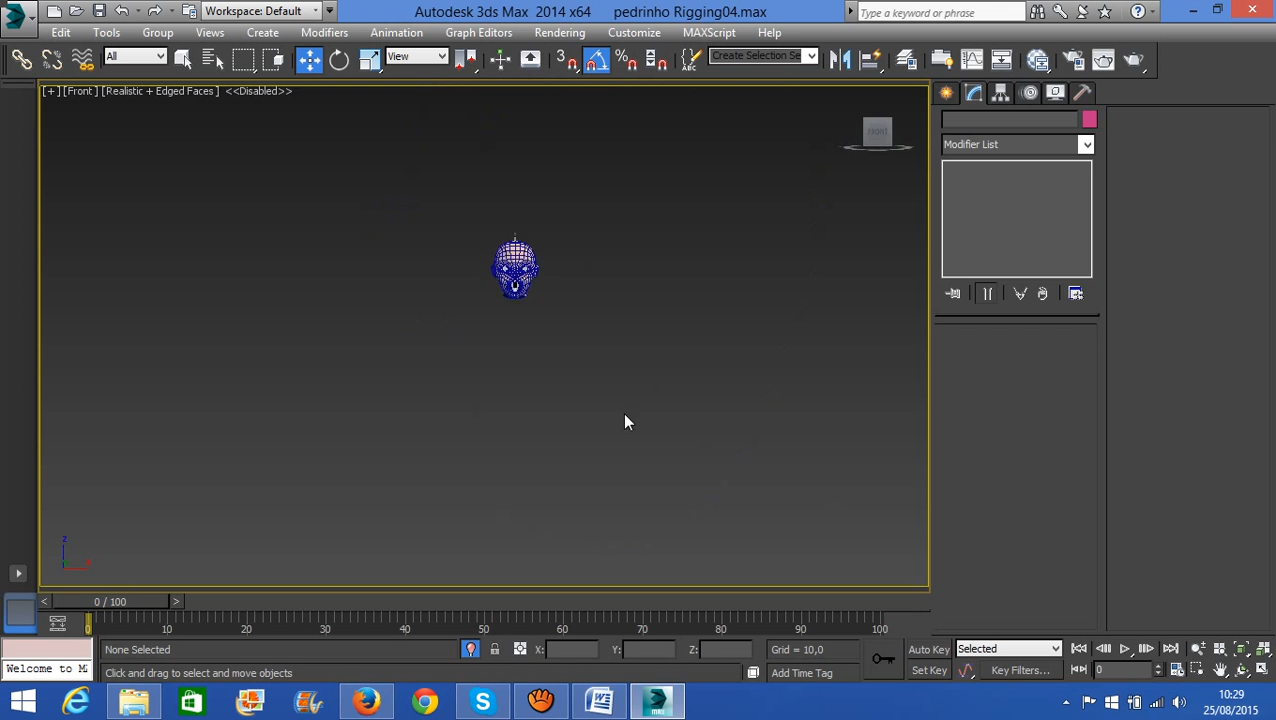 Workspace: Default
Autodesk 3ds Max 2014 x64 pedrinho Rigging04.max
Type a keyword or phrase
Edit Tools Group Views Create Modifiers Animation Graph Editors Rendering Customize MAXScript Help
All View 3 Create Selection Se
[+][Front][Realistic + Edged Faces] <<Disabled>>
FRONT
Modifier List
z
0 / 100
0 10 20 30 40 50 60 70 80 90 100
None Selected X: Y: Z: Grid = 10,0 Auto Key Selected
Welcome to M Click and drag to select and move objects Add Time Tag Set Key Key Filters... 0
10:29
25/08/2015